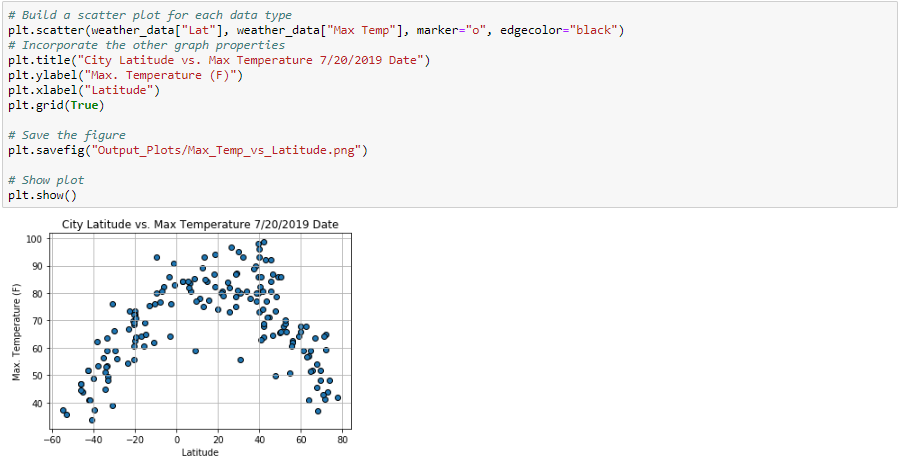 # Build a scatter plot for each data type
plt.scatter(weather_data["Lat"], weather_data["Max Temp"], marker="o", edgecolor="black")
# Incorporate the other graph properties
plt.title("City Latitude vs. Max Temperature 7/20/2019 Date")
plt.ylabel("Max. Temperature (F)")
plt.xlabel("Latitude")
plt.grid(True)
# Save the figure
plt.savefig("Output_Plots/Max_Temp_vs_Latitude.png")
# Show plot
plt.show()
City Latitude vs. Max Temperature 7/20/2019 Date
100
90
80
70
60
50
40
Max. Temperature (F)
−60 −40 −20 0 20 40 60 80
Latitude